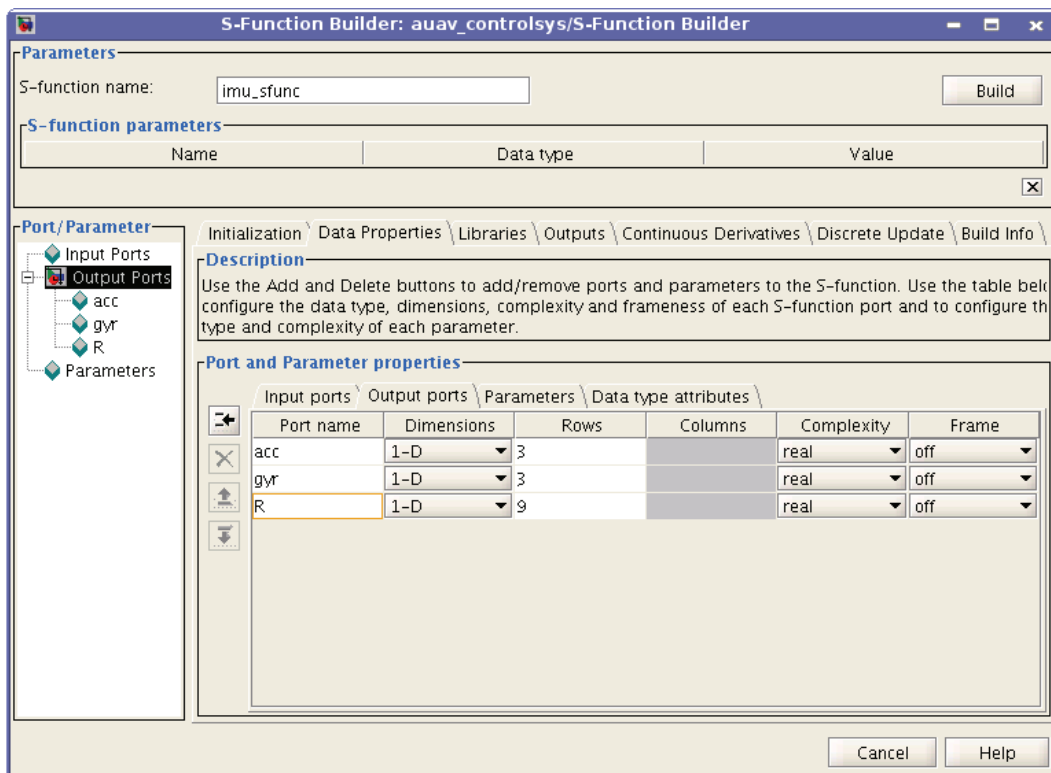 S-Function Builder: auav_controlsys/S-Function Builder
Parameters
S-function name: imu_sfunc Build
S-function parameters
Name Data type Value
Port/Parameter
Input Ports
Output Ports
acc
gyr
R
Parameters
Initialization Data Properties Libraries Outputs Continuous Derivatives Discrete Update Build Info
Description
Use the Add and Delete buttons to add/remove ports and parameters to the S-function. Use the table belo
configure the data type, dimensions, complexity and frameness of each S-function port and to configure th
type and complexity of each parameter.
Port and Parameter properties
Input ports Output ports Parameters Data type attributes
Port name Dimensions Rows Columns Complexity Frame
acc 1-D 3 real off
gyr 1-D 3 real off
R 1-D 9 real off
Cancel Help